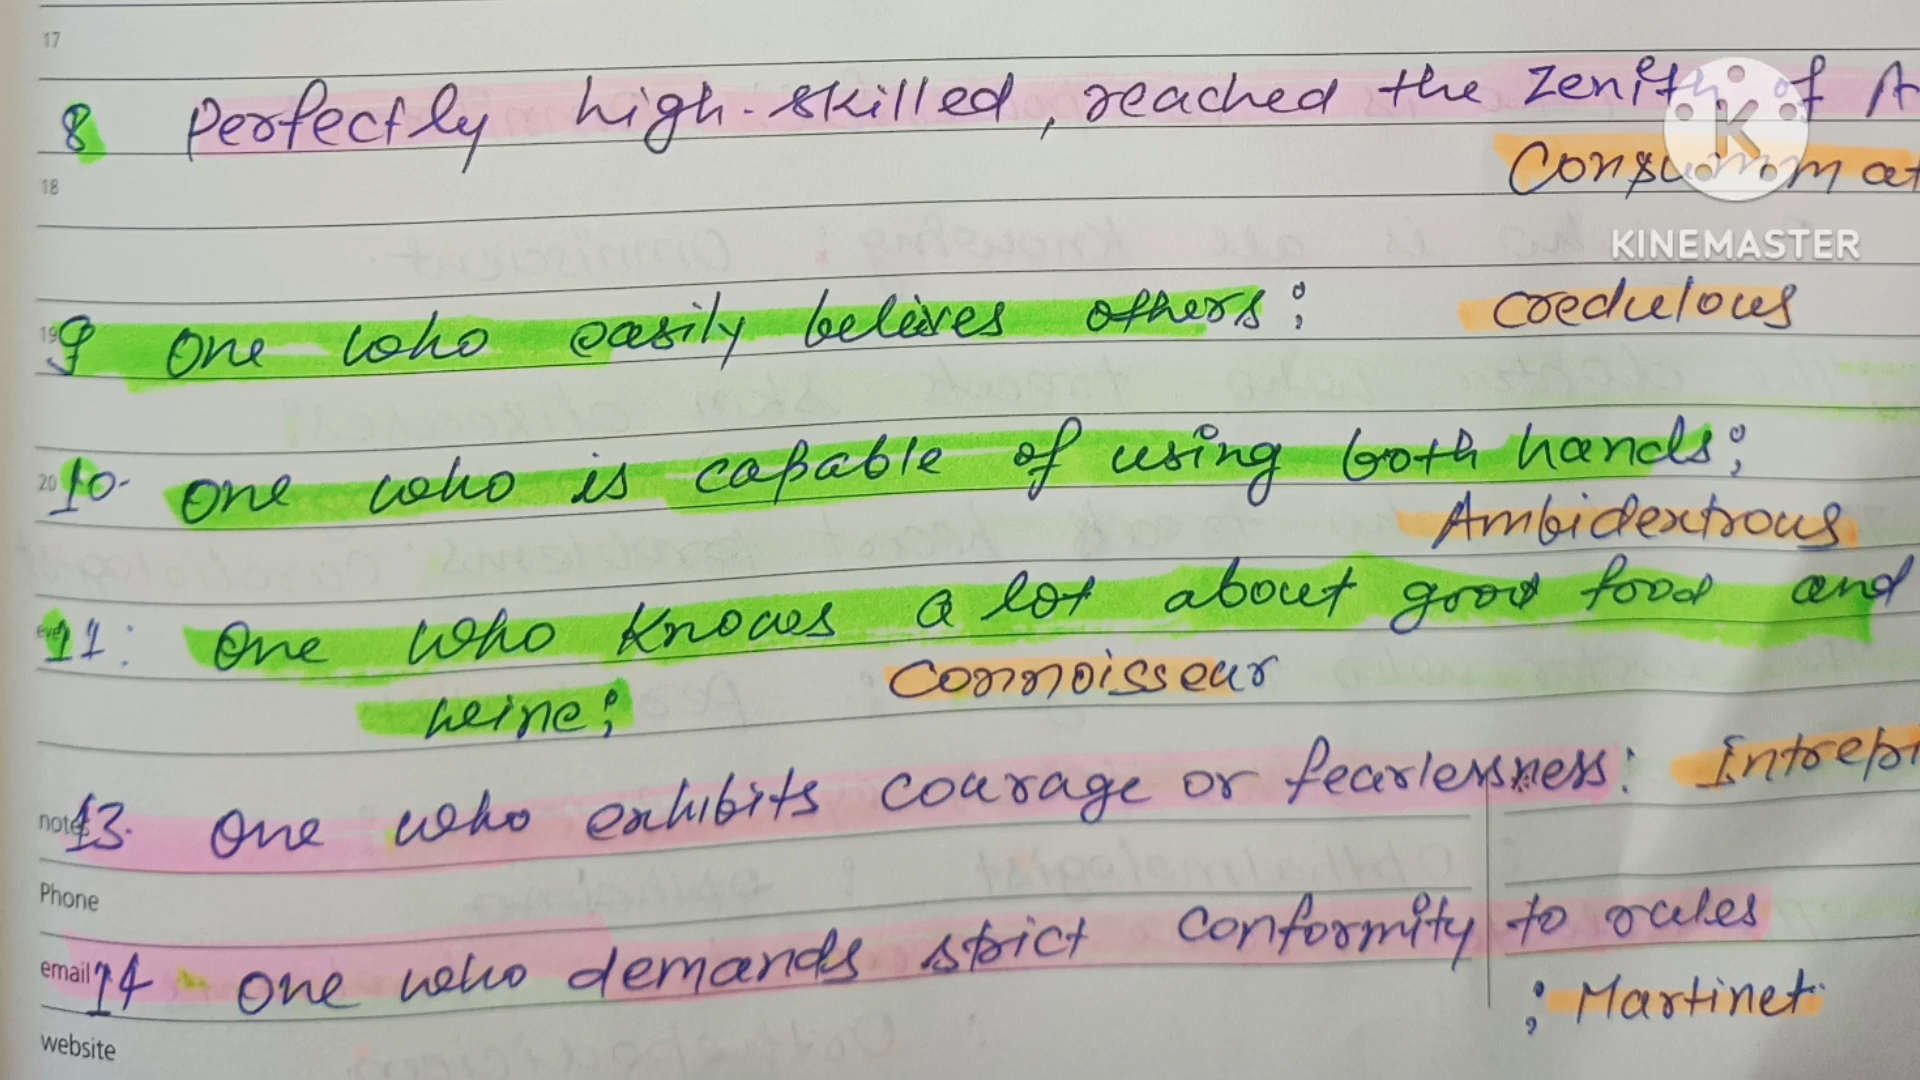 17
8 Perfectly high-skilled, reached the Zenith of A
18
Consummat
KINEMASTER
19 9 One who easily beleives others: Credulous
20 10. One who is capable of using both hands:
Ambidextrous
11: One who Knows a lot about good food and
wine: Connoisseur
notes 13. One who exhibits courage or fearlessness: Intrepi
Phone
email 14 One who demands strict conformity to rules
: Martinet
website